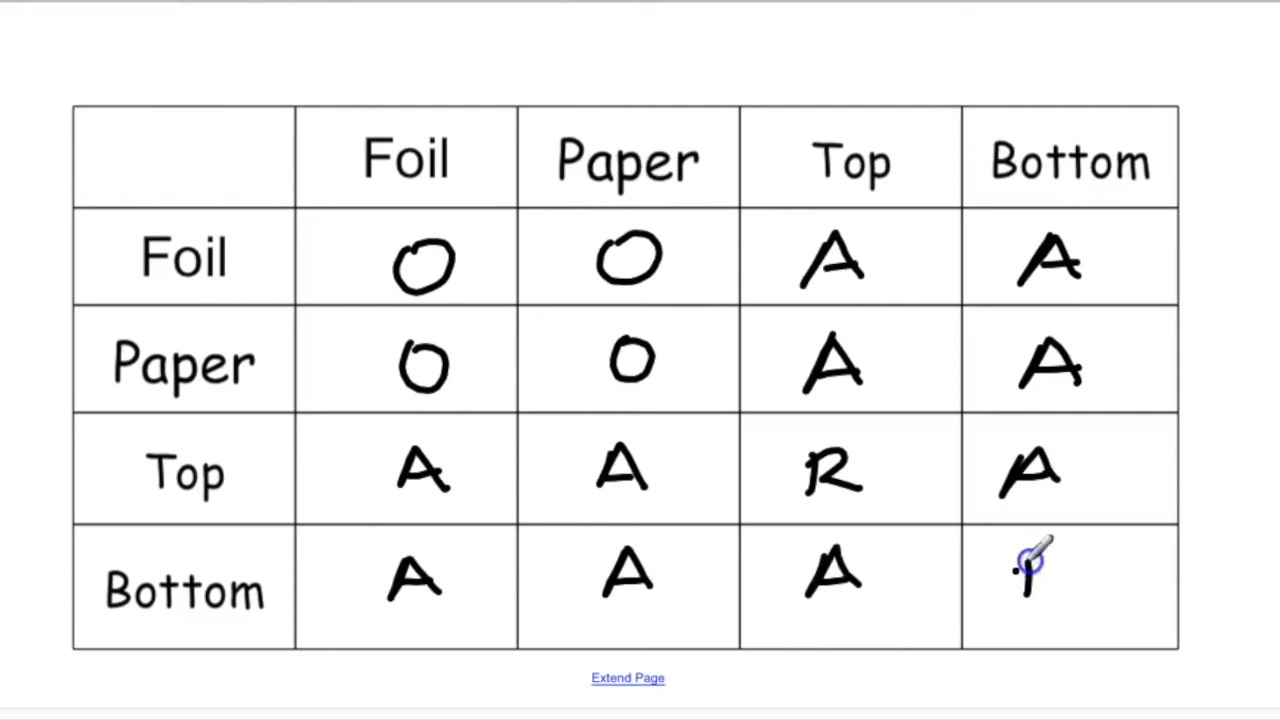 Foil Paper Top Bottom
Foil O O A A
Paper O O A A
Top A A R A
Bottom A A A
Extend Page